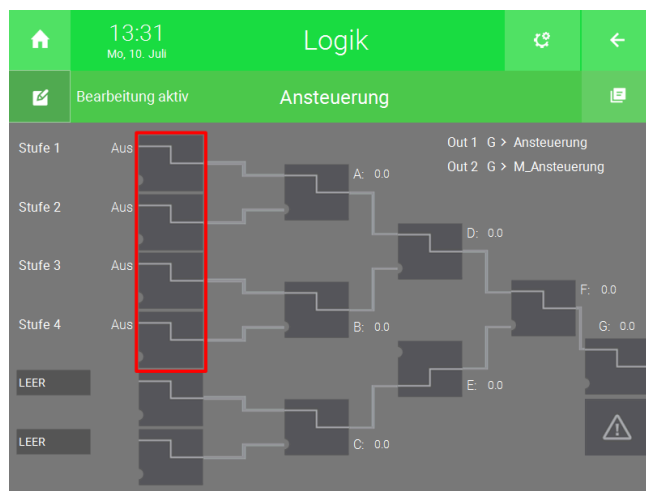 13:31
Mo, 10. Juli
Logik
Bearbeitung aktiv
Ansteuerung
Out 1 G > Ansteuerung
Out 2 G > M_Ansteuerung
Stufe 1 Aus
A: 0.0
Stufe 2 Aus
D: 0.0
Stufe 3 Aus
F: 0.0
Stufe 4 Aus
B: 0.0
G: 0.0
LEER
E: 0.0
LEER
C: 0.0